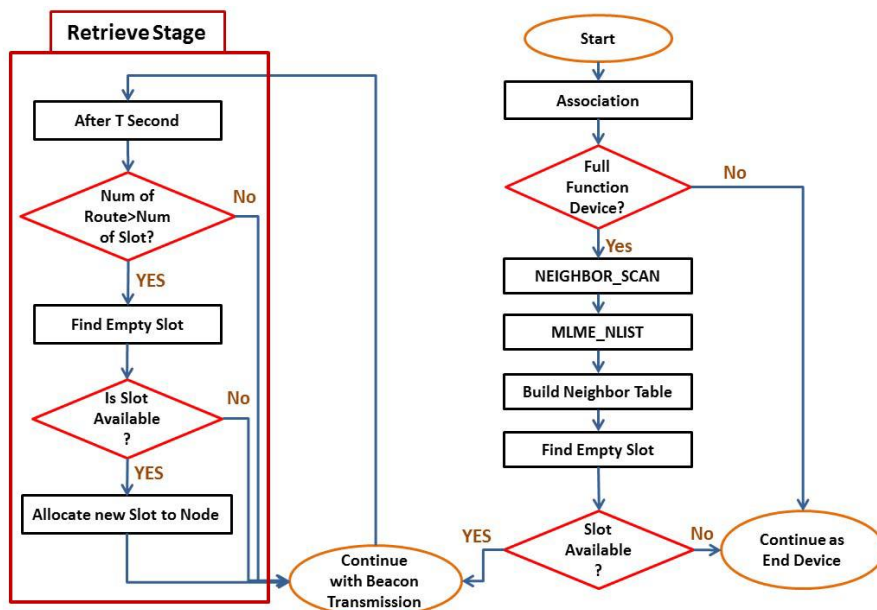 Retrieve Stage
After T Second
Num of
Route>Num
of Slot?
No
YES
Find Empty Slot
Is Slot
Available
?
No
YES
Allocate new Slot to Node
Start
Association
Full
Function
Device?
No
Yes
NEIGHBOR_SCAN
MLME_NLIST
Build Neighbor Table
Find Empty Slot
Slot
Available
?
YES
No
Continue
with Beacon
Transmission
Continue as
End Device